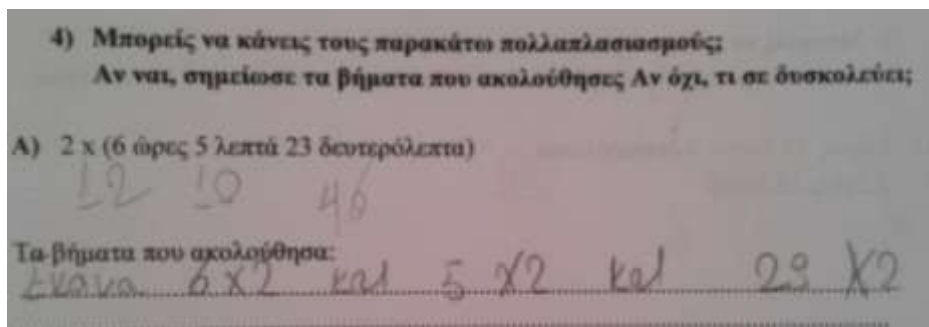 4) Μπορείς να κάνεις τους παρακάτω πολλαπλασιασμούς;
Αν ναι, σημείωσε τα βήματα που ακολούθησες Αν όχι, τι σε δυσκολεύει;
Α) 2 x (6 ώρες 5 λεπτά 23 δευτερόλεπτα)
12 10 46
Τα βήματα που ακολούθησα:
Έκανα 6x2 και 5 x2 και 23 x2